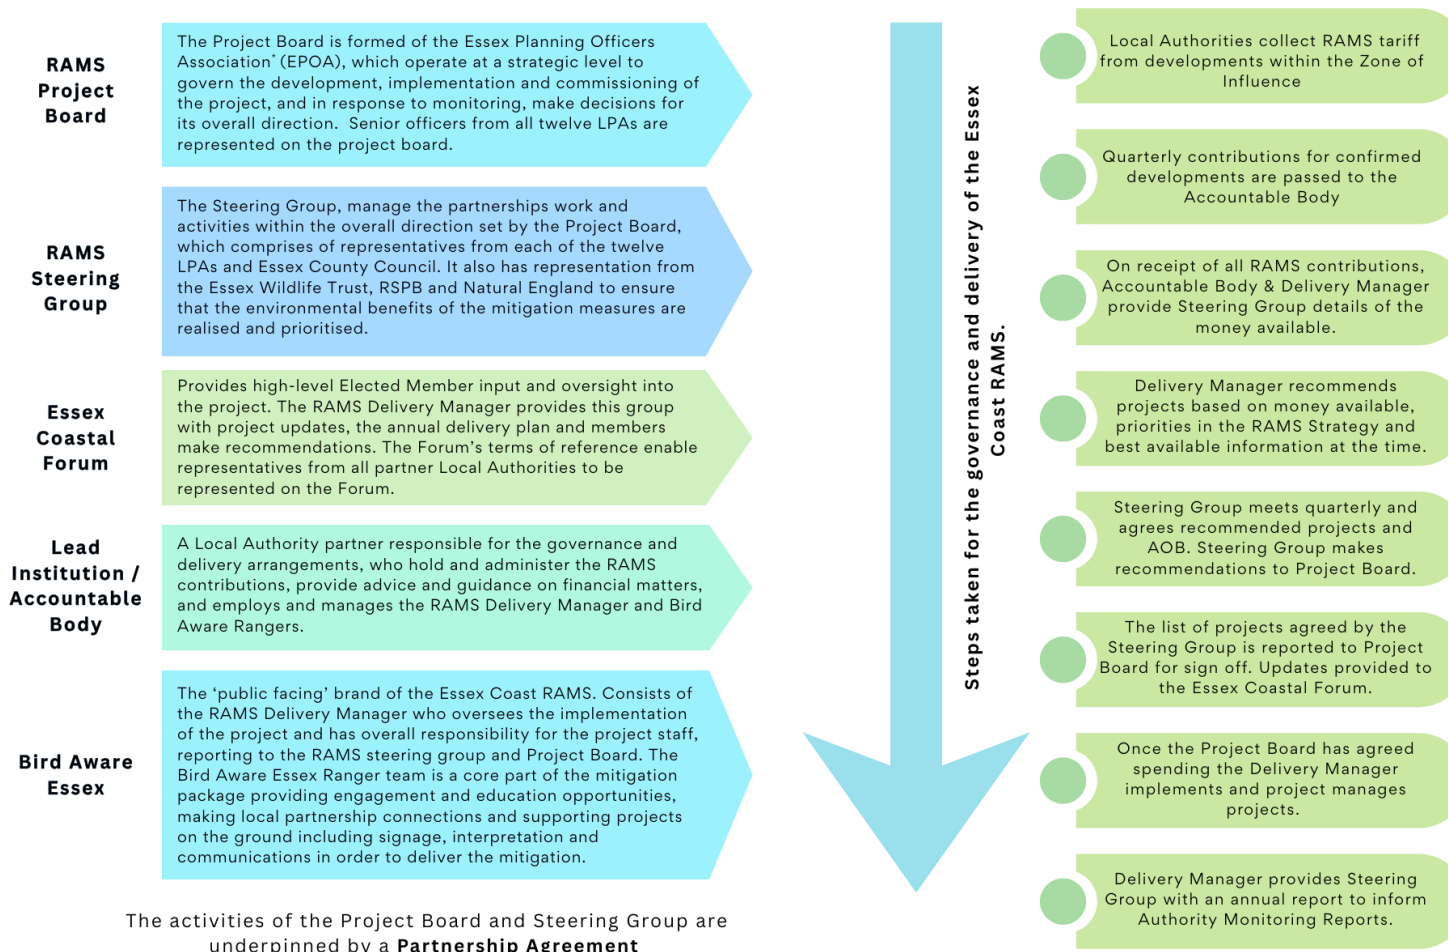 RAMS
Project
Board
The Project Board is formed of the Essex Planning Officers
Association* (EPOA), which operate at a strategic level to
govern the development, implementation and commissioning of
the project, and in response to monitoring, make decisions for
its overall direction.  Senior officers from all twelve LPAs are
represented on the project board.
RAMS
Steering
Group
The Steering Group, manage the partnerships work and
activities within the overall direction set by the Project Board,
which comprises of representatives from each of the twelve
LPAs and Essex County Council. It also has representation from
the Essex Wildlife Trust, RSPB and Natural England to ensure
that the environmental benefits of the mitigation measures are
realised and prioritised.
Essex
Coastal
Forum
Provides high-level Elected Member input and oversight into
the project. The RAMS Delivery Manager provides this group
with project updates, the annual delivery plan and members
make recommendations. The Forum’s terms of reference enable
representatives from all partner Local Authorities to be
represented on the Forum.
Lead
Institution /
Accountable
Body
A Local Authority partner responsible for the governance and
delivery arrangements, who hold and administer the RAMS
contributions, provide advice and guidance on financial matters,
and employs and manages the RAMS Delivery Manager and Bird
Aware Rangers.
Bird Aware
Essex
The ‘public facing’ brand of the Essex Coast RAMS. Consists of
the RAMS Delivery Manager who oversees the implementation
of the project and has overall responsibility for the project staff,
reporting to the RAMS steering group and Project Board. The
Bird Aware Essex Ranger team is a core part of the mitigation
package providing engagement and education opportunities,
making local partnership connections and supporting projects
on the ground including signage, interpretation and
communications in order to deliver the mitigation.
The activities of the Project Board and Steering Group are
underpinned by a Partnership Agreement
Steps taken for the governance and delivery of the Essex
Coast RAMS.
Local Authorities collect RAMS tariff
from developments within the Zone of
Influence
Quarterly contributions for confirmed
developments are passed to the
Accountable Body
On receipt of all RAMS contributions,
Accountable Body & Delivery Manager
provide Steering Group details of the
money available.
Delivery Manager recommends
projects based on money available,
priorities in the RAMS Strategy and
best available information at the time.
Steering Group meets quarterly and
agrees recommended projects and
AOB. Steering Group makes
recommendations to Project Board.
The list of projects agreed by the
Steering Group is reported to Project
Board for sign off. Updates provided to
the Essex Coastal Forum.
Once the Project Board has agreed
spending the Delivery Manager
implements and project manages
projects.
Delivery Manager provides Steering
Group with an annual report to inform
Authority Monitoring Reports.